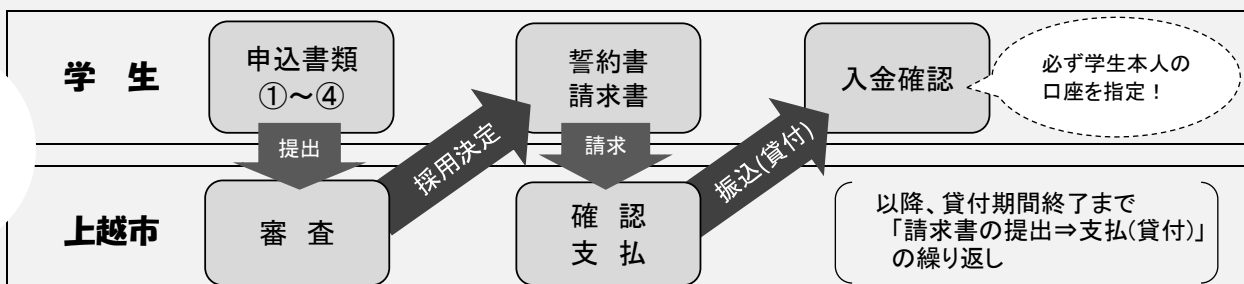 学 生
申込書類
①～④
提出
採用決定
誓約書
請求書
請求
振込(貸付)
入金確認
必ず学生本人の
口座を指定！
上越市
審 査
確 認
支 払
以降、貸付期間終了まで
「請求書の提出⇒支払(貸付)」
の繰り返し